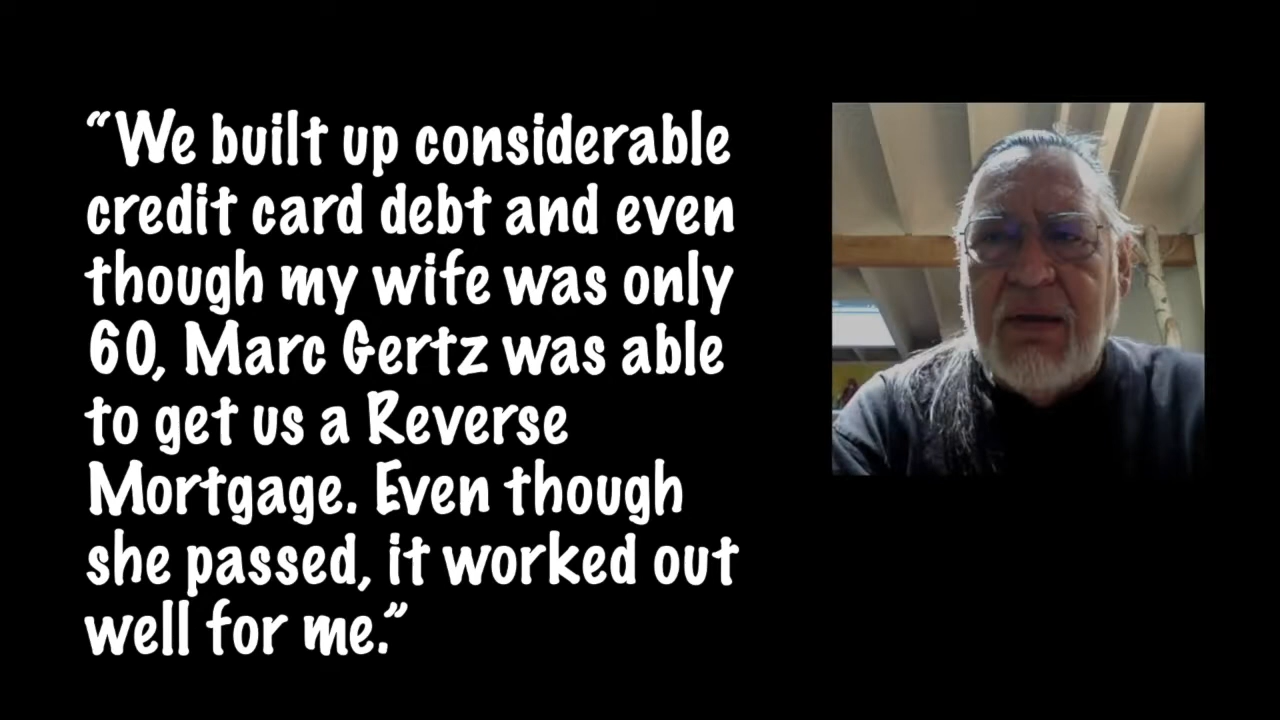 “We built up considerable
credit card debt and even
though my wife was only
60, Marc Gertz was able
to get us a Reverse
Mortgage. Even though
she passed, it worked out
well for me.”